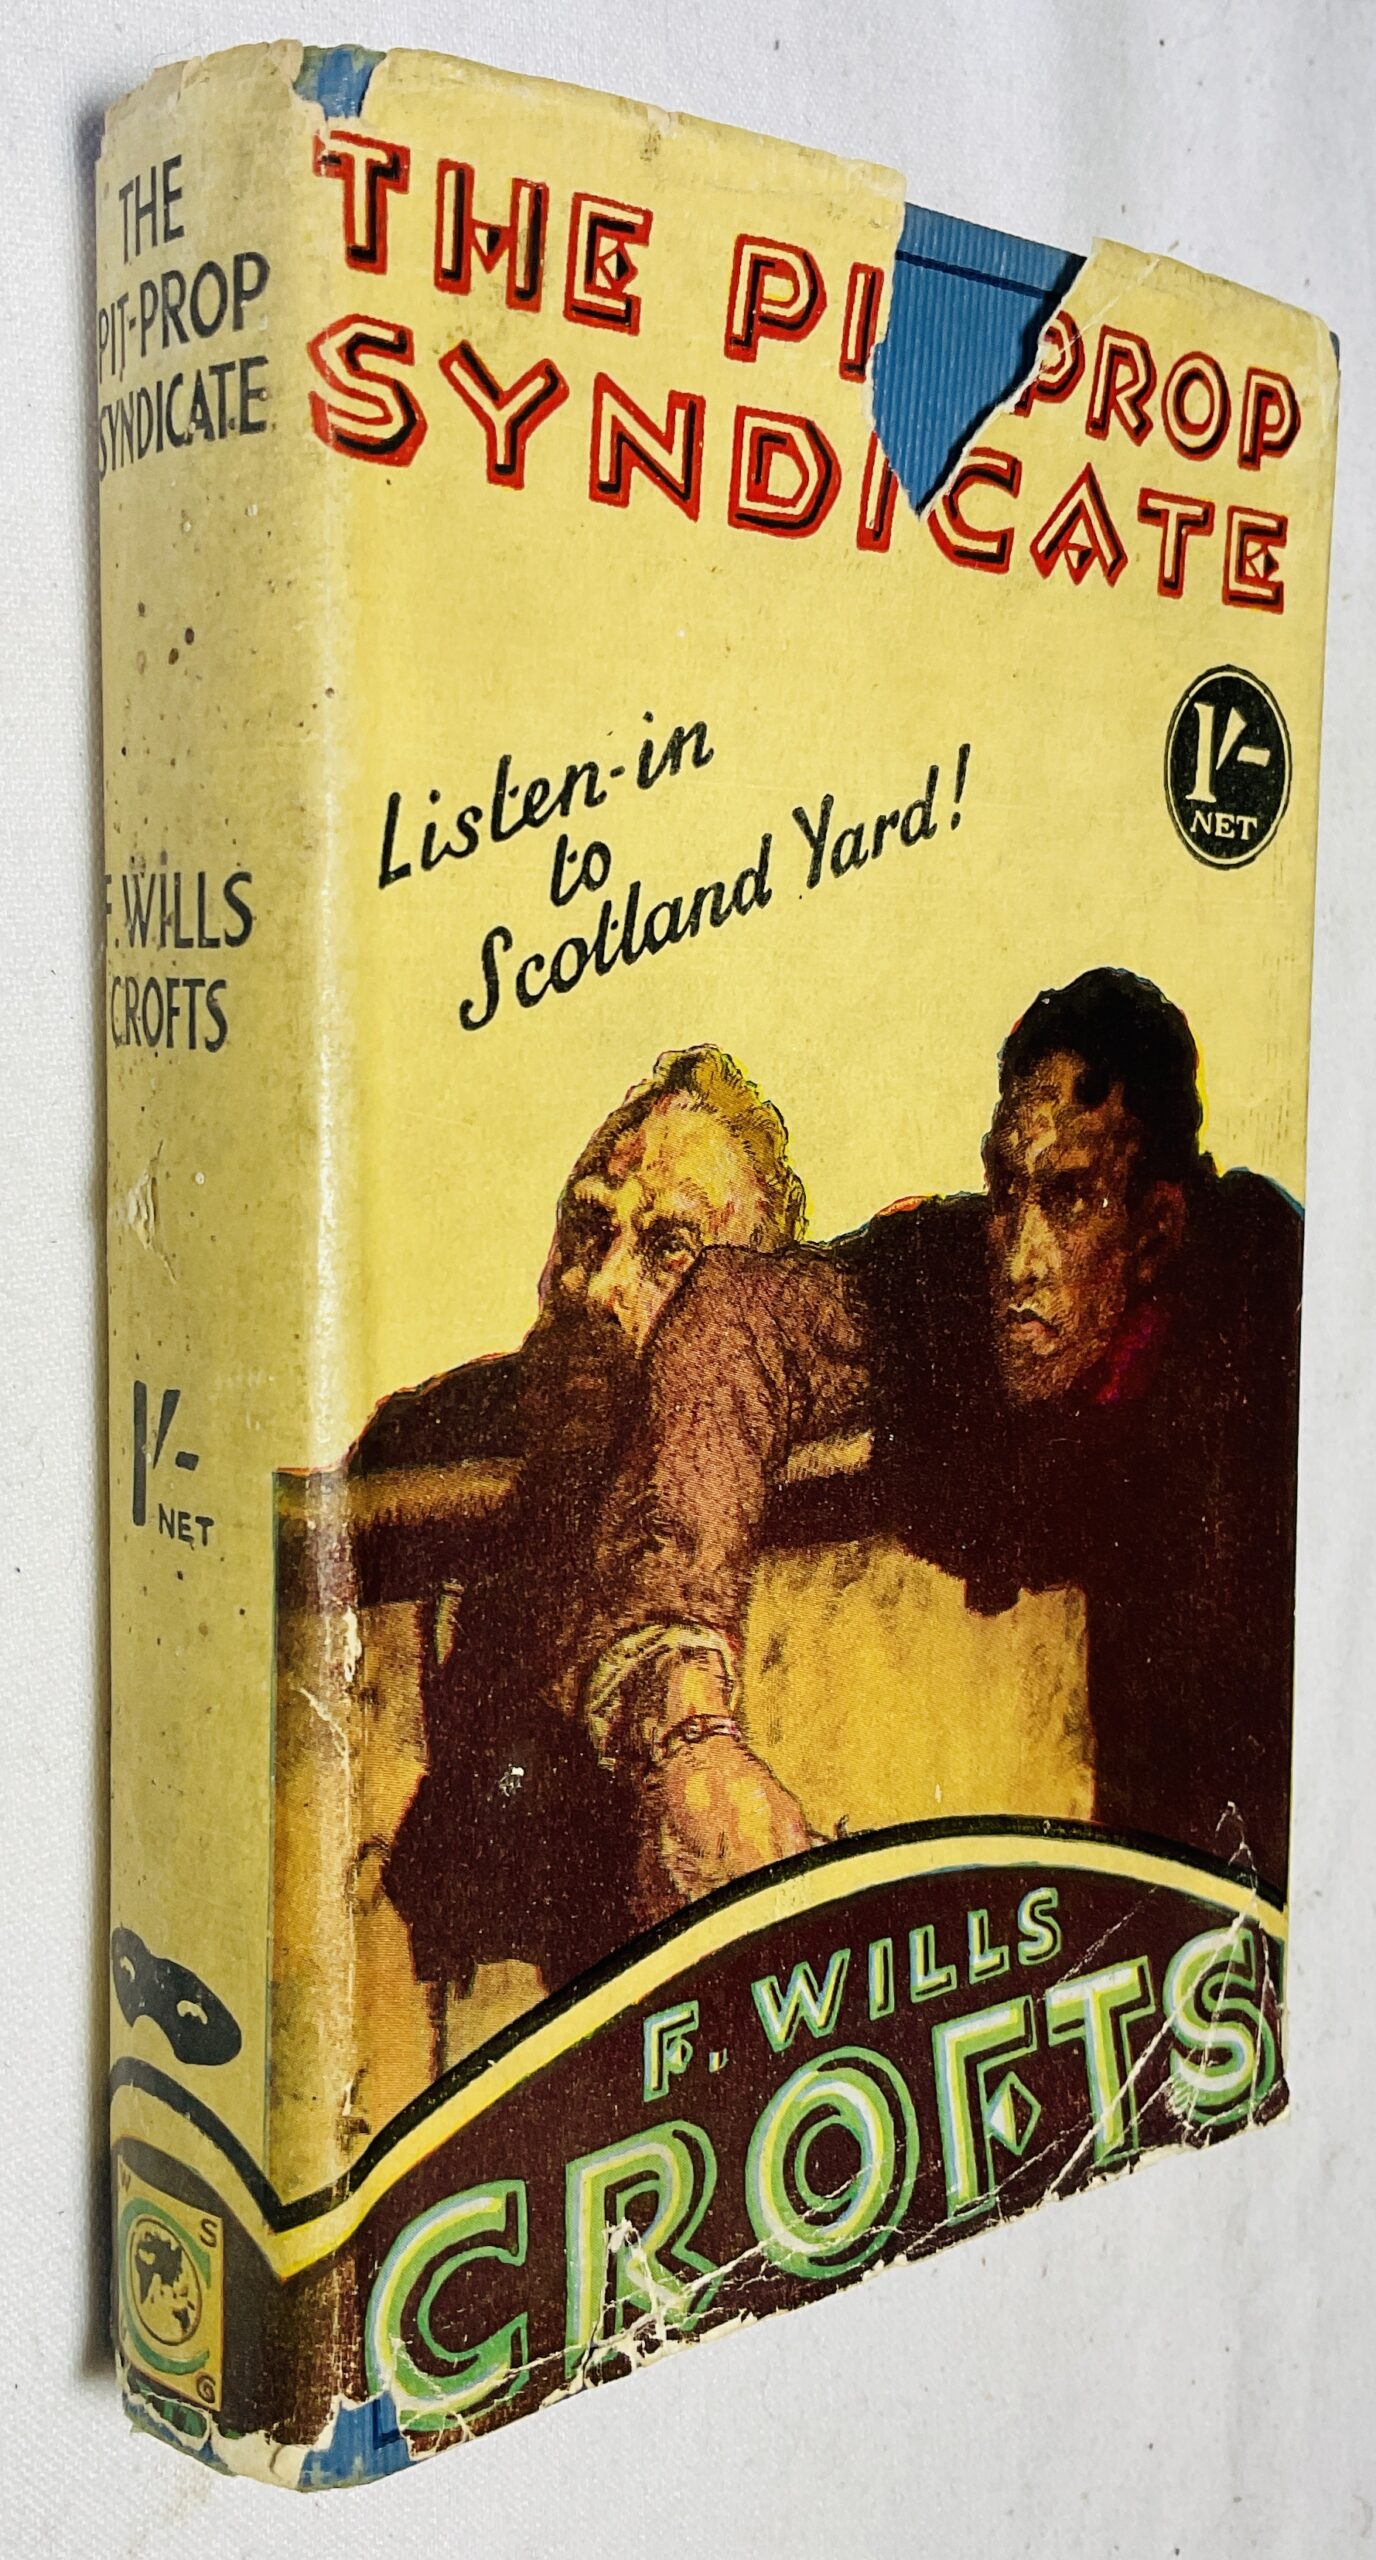 THE
PIT-PROP
SYNDICATE
F. WILLS
CROFTS
1/-
NET
W S
G
THE PI PROP
SYNDICATE
Listen-in
to
Scotland Yard!
1/-
NET
F. WILLS
CROFTS